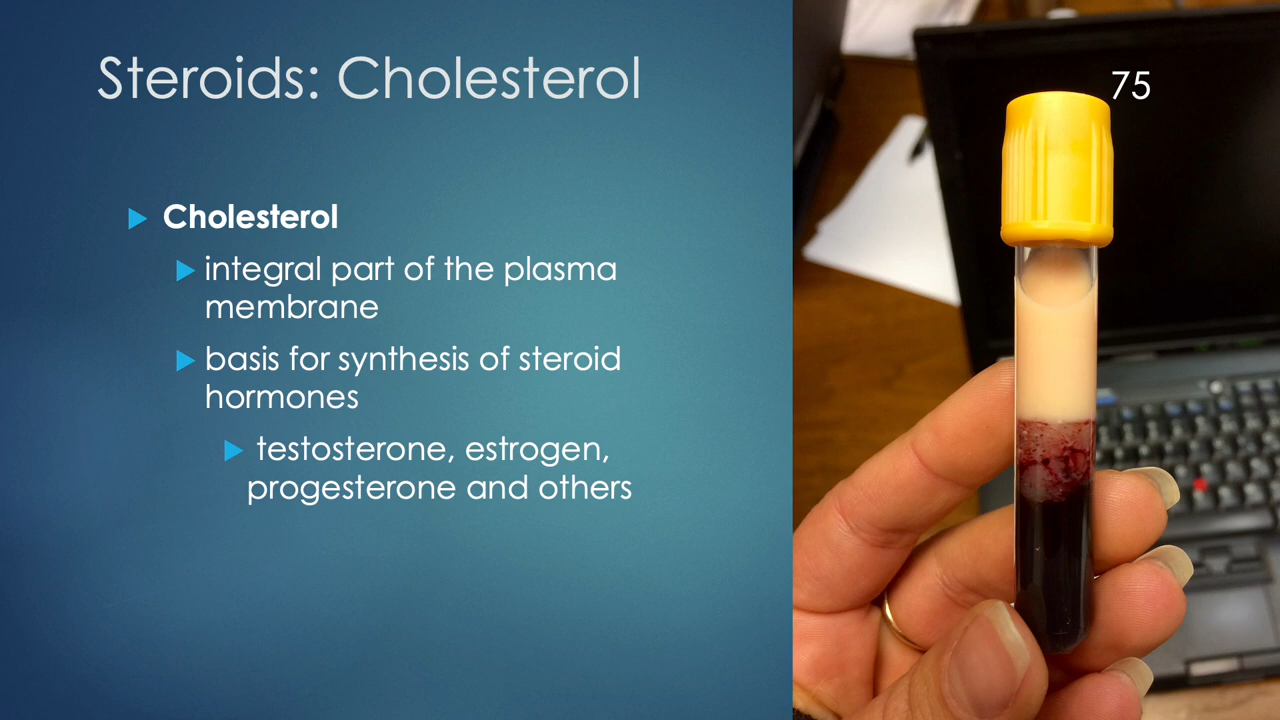 Steroids: Cholesterol
75
Cholesterol
integral part of the plasma
membrane
basis for synthesis of steroid
hormones
testosterone, estrogen,
progesterone and others